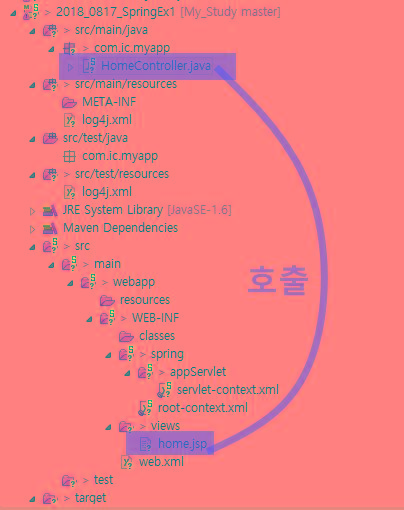 > 2018_0817_SpringEx1 [My_Study master]
> src/main/java
> com.ic.myapp
> HomeController.java
> src/main/resources
META-INF
log4j.xml
src/test/java
com.ic.myapp
> src/test/resources
log4j.xml
JRE System Library [JavaSE-1.6]
Maven Dependencies
> src
> main
> webapp
호출
resources
> WEB-INF
classes
> spring
> appServlet
servlet-context.xml
root-context.xml
> views
home.jsp
web.xml
> test
> target